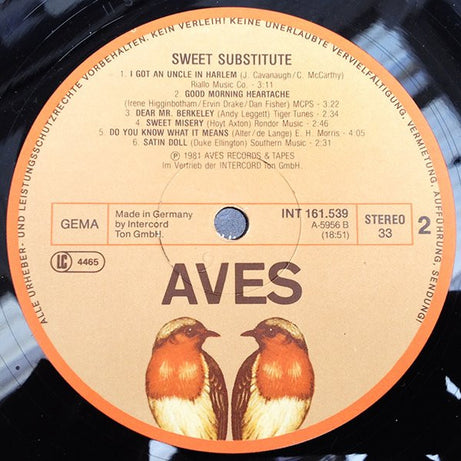 ALLE URHEBER- UND LEISTUNGSSCHUTZRECHTE VORBEHALTEN. KEIN VERLEIH! KEINE UNERLAUBTE VERVIELFÄLTIGUNG, VERMIETUNG, AUFFÜHRUNG, SENDUNG!
SWEET SUBSTITUTE
1. I GOT AN UNCLE IN HARLEM (J. Cavanaugh/C. McCarthy)
Riallo Music Co. - 3:11
2. GOOD MORNING HEARTACHE
(Irene Higginbotham/Ervin Drake/Dan Fisher) MCPS - 3:22
3. DEAR MR. BERKELEY (Andy Leggett) Tiger Tunes - 3:23
4. SWEET MISERY (Hoyt Axton) Rondor Music - 2:46
5. DO YOU KNOW WHAT IT MEANS (Alter/de Lange) E. H. Morris - 4:05
6. SATIN DOLL (Duke Ellington) Southern Music - 2:31
Ⓟ 1981 AVES RECORDS & TAPES
Im Vertrieb der INTERCORD Ton GmbH.
GEMA
Made in Germany
by Intercord
Ton GmbH.
INT 161.539
A-5956 B
(18:51)
STEREO
33
2
LC 4465
AVES